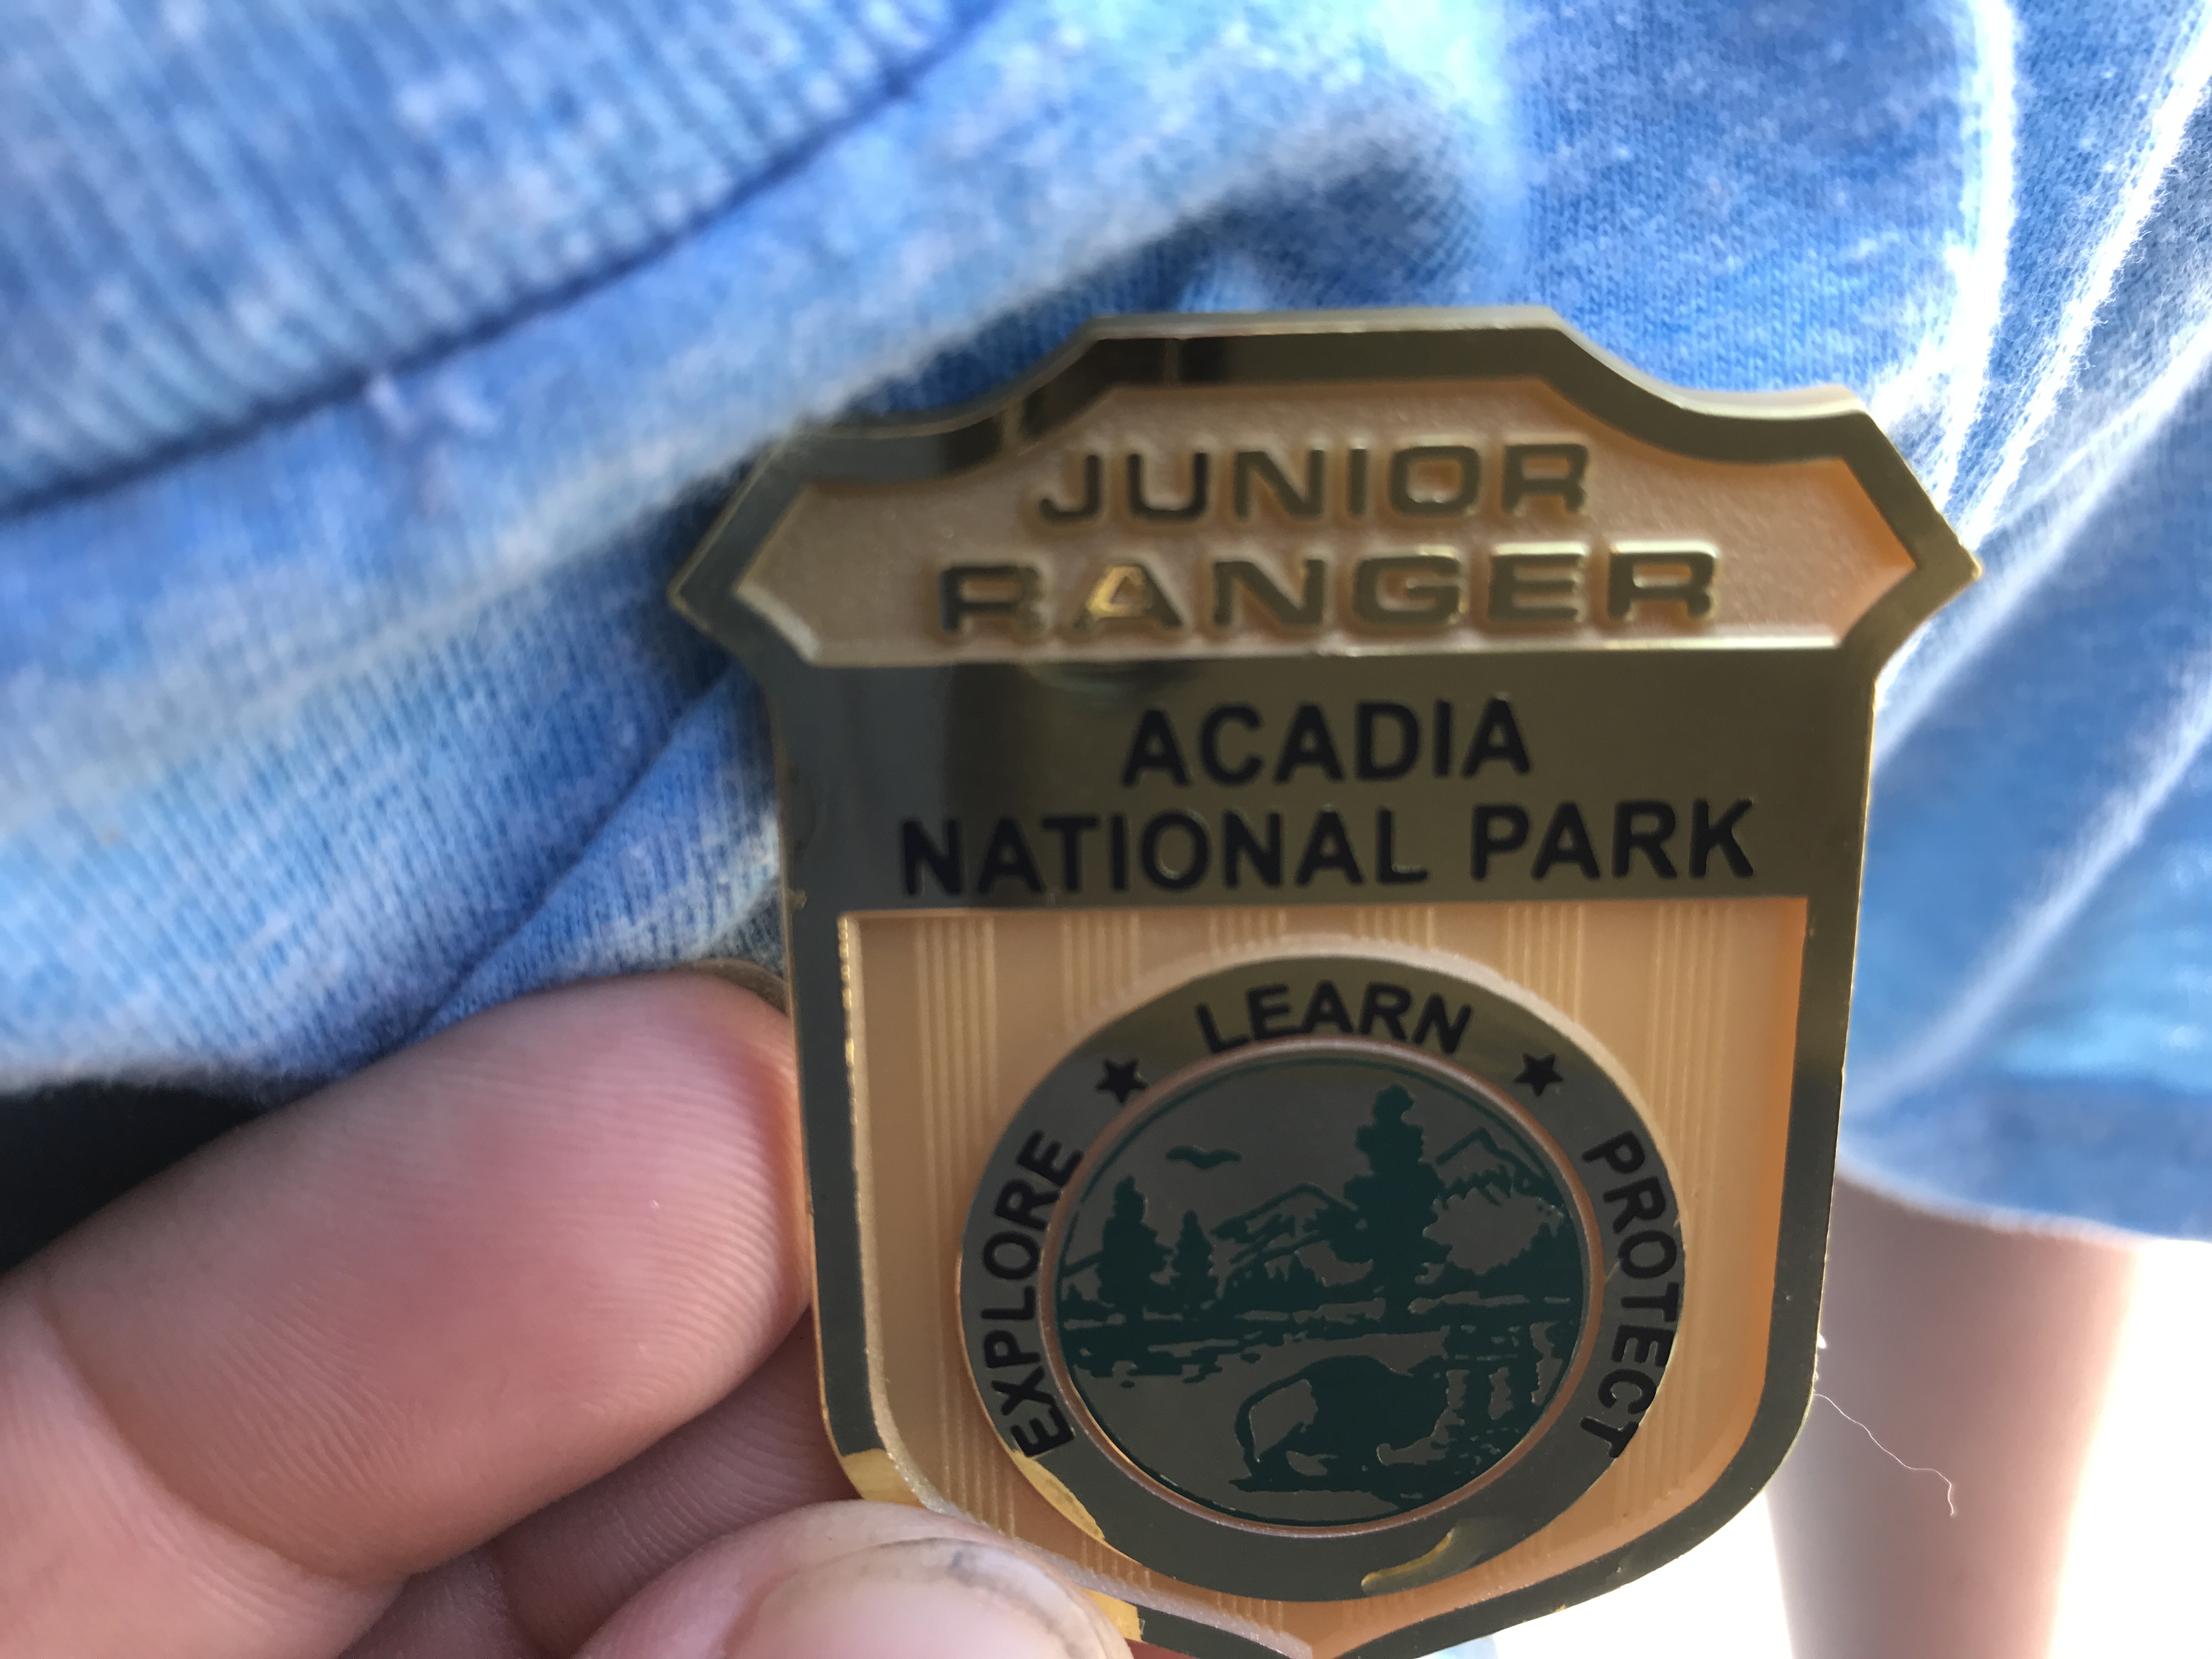 JUNIOR
RANGER
ACADIA
NATIONAL PARK
EXPLORE ★ LEARN ★ PROTECT